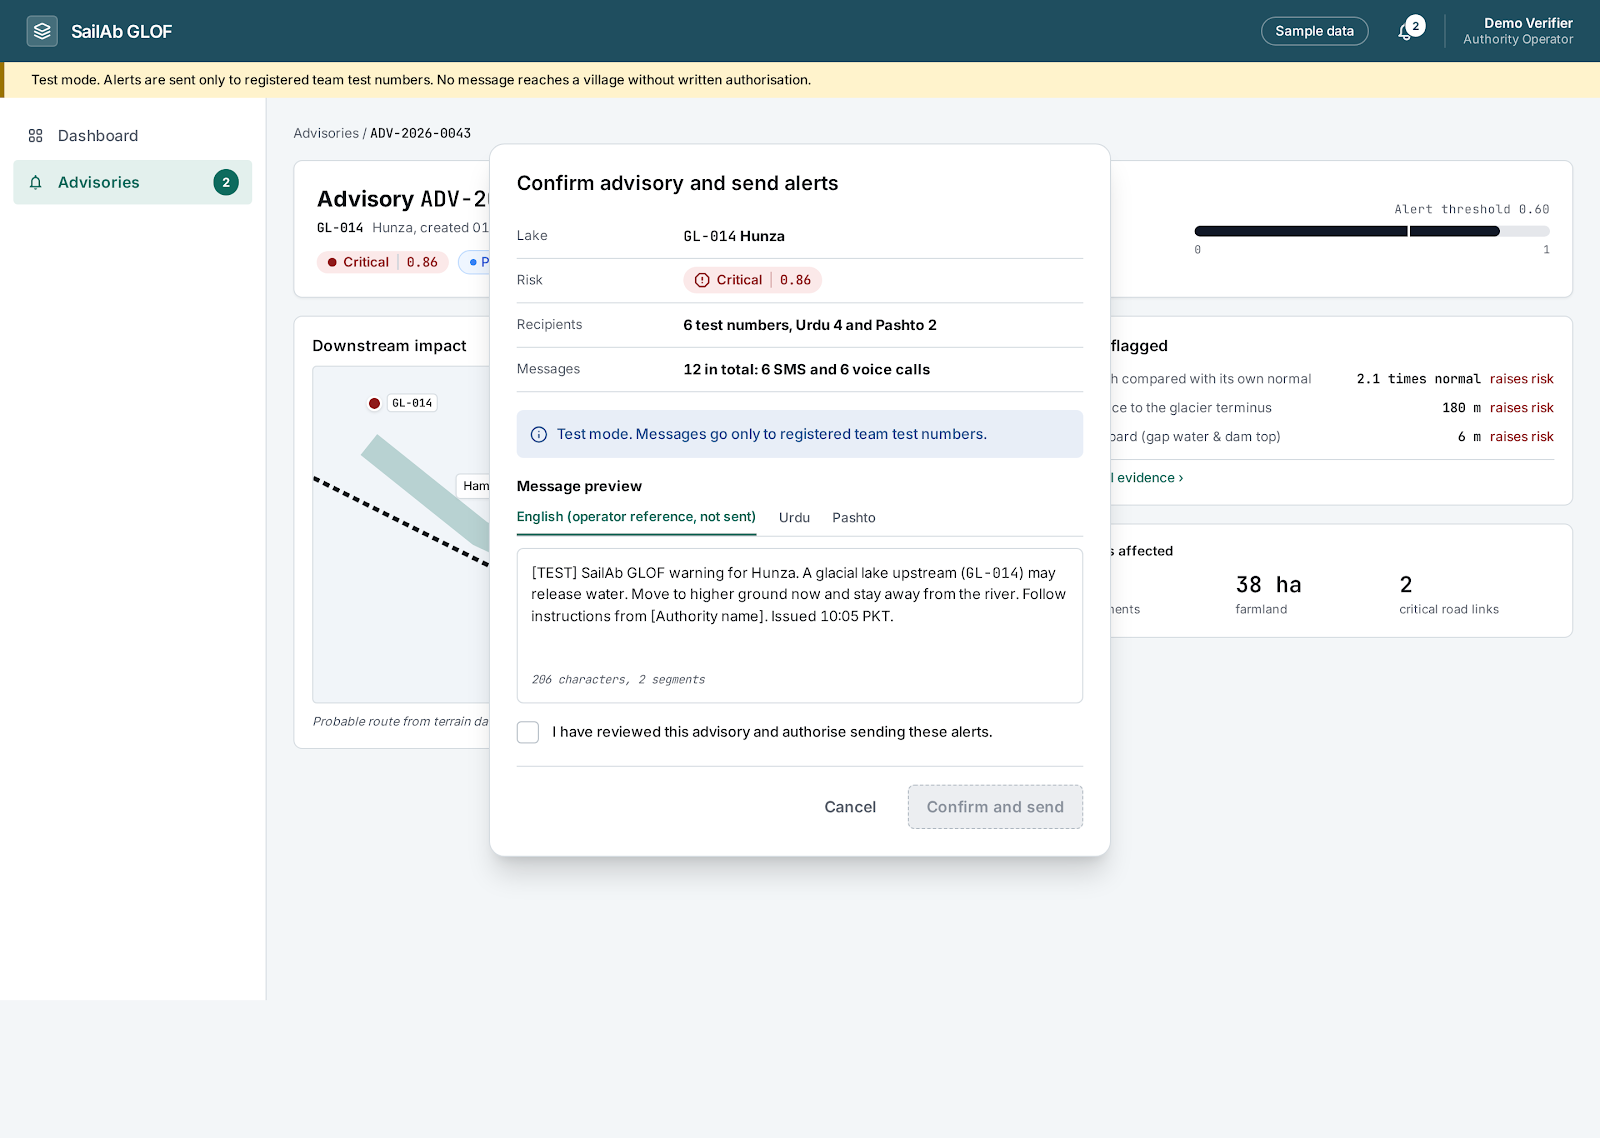 SailAb GLOF
Sample data
2
Demo Verifier
Authority Operator
Test mode. Alerts are sent only to registered team test numbers. No message reaches a village without written authorisation.
Dashboard
Advisories
2
Advisories / ADV-2026-0043
Advisory ADV-2
GL-014 Hunza, created 01
Critical | 0.86
P
Alert threshold 0.60
0
1
Downstream impact
GL-014
Ham
Probable route from terrain da
Confirm advisory and send alerts
Lake
GL-014 Hunza
Risk
Critical | 0.86
Recipients
6 test numbers, Urdu 4 and Pashto 2
Messages
12 in total: 6 SMS and 6 voice calls
Test mode. Messages go only to registered team test numbers.
Message preview
English (operator reference, not sent)
Urdu
Pashto
[TEST] SailAb GLOF warning for Hunza. A glacial lake upstream (GL-014) may
release water. Move to higher ground now and stay away from the river. Follow
instructions from [Authority name]. Issued 10:05 PKT.
206 characters, 2 segments
I have reviewed this advisory and authorise sending these alerts.
Cancel
Confirm and send
flagged
h compared with its own normal
2.1 times normal raises risk
ce to the glacier terminus
180 m raises risk
oard (gap water & dam top)
6 m raises risk
l evidence ›
s affected
38 ha
2
nents
farmland
critical road links